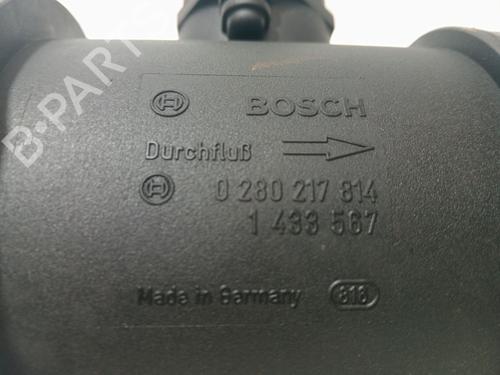 BOSCH
Durchfluß
0 280 217 814
1 433 567
Made in Germany 818
B-PARTS